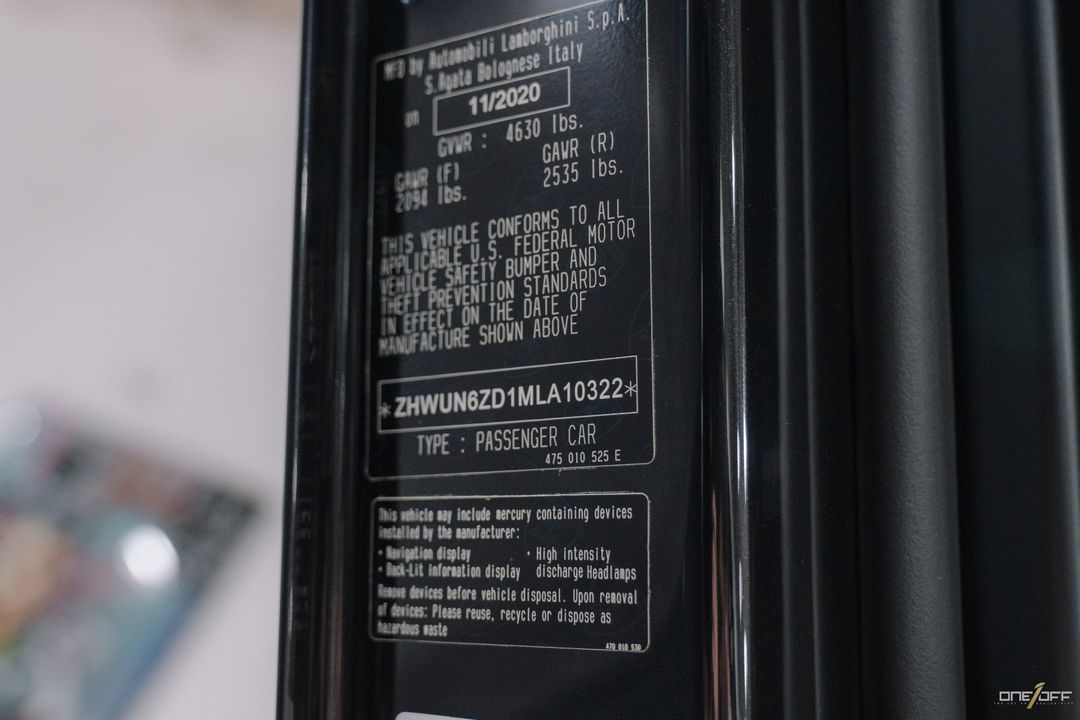 MFD by Automobili Lamborghini S.p.A.
S.Agata Bolognese Italy
on 11/2020
GVWR : 4630 lbs.
GAWR (F) GAWR (R)
2094 lbs. 2535 lbs.
THIS VEHICLE CONFORMS TO ALL
APPLICABLE U.S. FEDERAL MOTOR
VEHICLE SAFETY BUMPER AND
THEFT PREVENTION STANDARDS
IN EFFECT ON THE DATE OF
MANUFACTURE SHOWN ABOVE
*ZHWUN6ZD1MLA10322*
TYPE : PASSENGER CAR
475 010 525 E
This vehicle may include mercury containing devices
installed by the manufacturer:
• Navigation display • High intensity
• Back-Lit information display discharge Headlamps
Remove devices before vehicle disposal. Upon removal
of devices: Please reuse, recycle or dispose as
hazardous waste
470 010 530
ONE/OFF